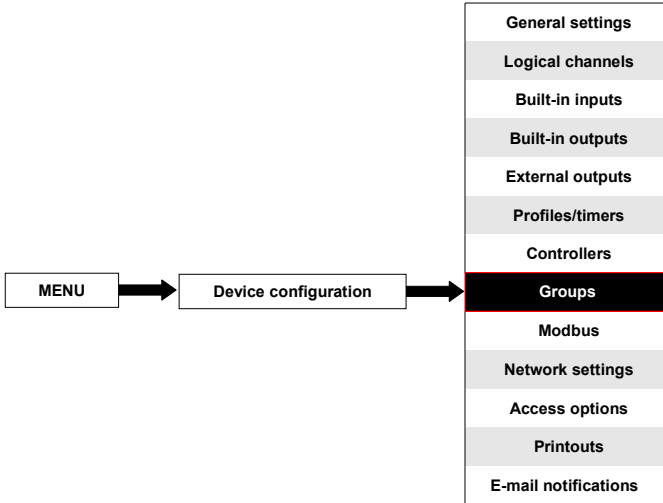 General settings
Logical channels
Built-in inputs
Built-in outputs
External outputs
Profiles/timers
Controllers
MENU
Device configuration
Groups
Modbus
Network settings
Access options
Printouts
E-mail notifications